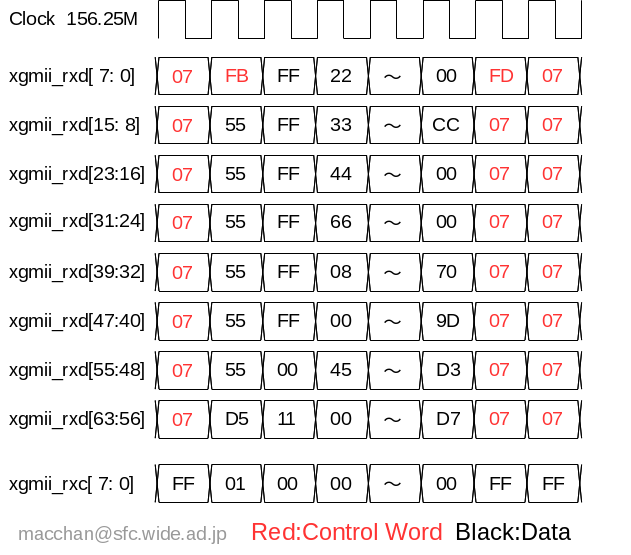 Clock 156.25M
xgmii_rxd[ 7: 0] 07 FB FF 22 ～ 00 FD 07
xgmii_rxd[15: 8] 07 55 FF 33 ～ CC 07 07
xgmii_rxd[23:16] 07 55 FF 44 ～ 00 07 07
xgmii_rxd[31:24] 07 55 FF 66 ～ 00 07 07
xgmii_rxd[39:32] 07 55 FF 08 ～ 70 07 07
xgmii_rxd[47:40] 07 55 FF 00 ～ 9D 07 07
xgmii_rxd[55:48] 07 55 00 45 ～ D3 07 07
xgmii_rxd[63:56] 07 D5 11 00 ～ D7 07 07
xgmii_rxc[ 7: 0] FF 01 00 00 ～ 00 FF FF
macchan@sfc.wide.ad.jp Red:Control Word Black:Data